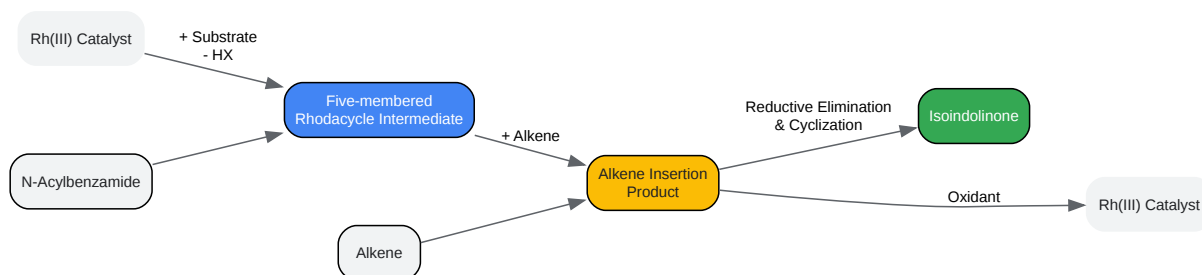 Rh(III) Catalyst
+ Substrate
- HX
N-Acylbenzamide
Five-membered
Rhodacycle Intermediate
+ Alkene
Alkene
Alkene Insertion
Product
Reductive Elimination
& Cyclization
Isoindolinone
Oxidant
Rh(III) Catalyst